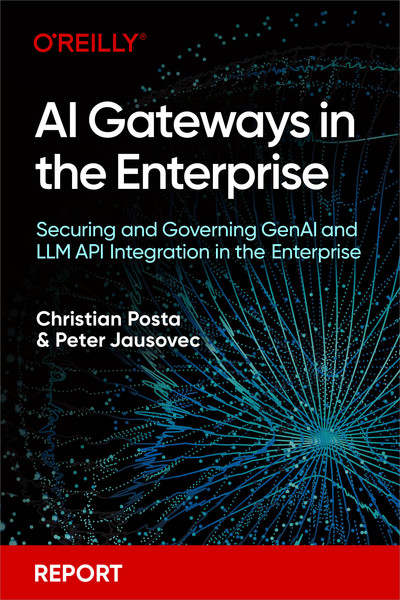 O'REILLY®
AI Gateways in
the Enterprise
Securing and Governing GenAI and
LLM API Integration in the Enterprise
Christian Posta
& Peter Jausovec
REPORT